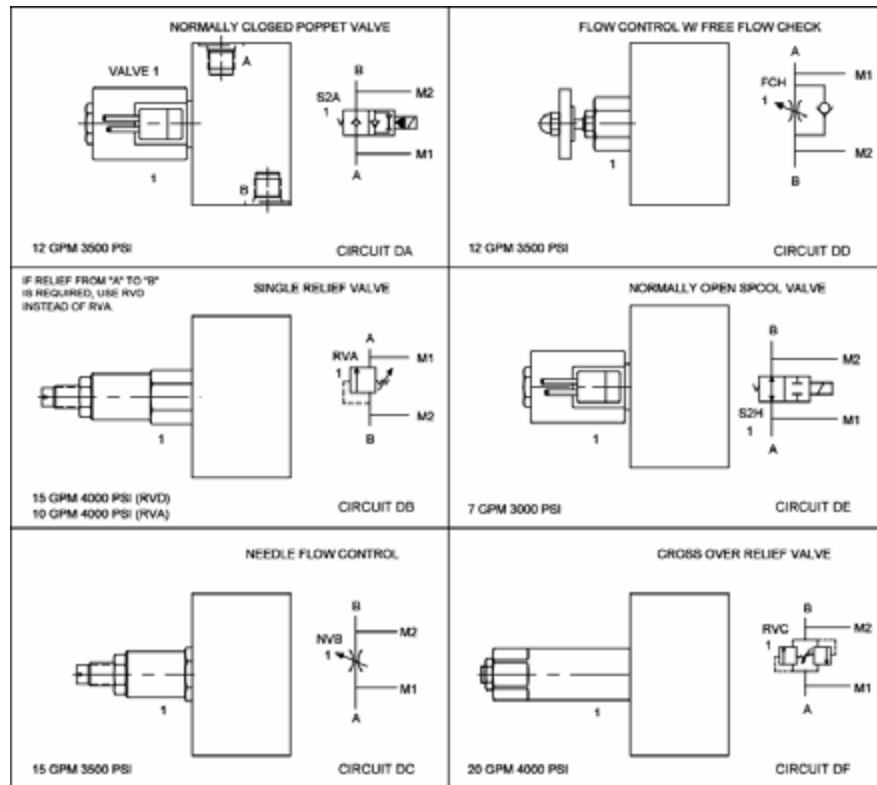 NORMALLY CLOSED POPPET VALVE
VALVE 1
A
B
1
B
M2
S2A
1
M1
A
12 GPM 3500 PSI
CIRCUIT DA
FLOW CONTROL W/ FREE FLOW CHECK
1
A
M1
FCH
1
M2
B
12 GPM 3500 PSI
CIRCUIT DD
IF RELIEF FROM "A" TO "B"
IS REQUIRED, USE RVD
INSTEAD OF RVA.
SINGLE RELIEF VALVE
1
A
RVA
M1
1
M2
B
15 GPM 4000 PSI (RVD)
10 GPM 4000 PSI (RVA)
CIRCUIT DB
NORMALLY OPEN SPOOL VALVE
1
B
M2
S2H
M1
1
A
7 GPM 3000 PSI
CIRCUIT DE
NEEDLE FLOW CONTROL
1
B
M2
NVB
1
M1
A
15 GPM 3500 PSI
CIRCUIT DC
CROSS OVER RELIEF VALVE
1
B
RVC
M2
1
M1
A
20 GPM 4000 PSI
CIRCUIT DF